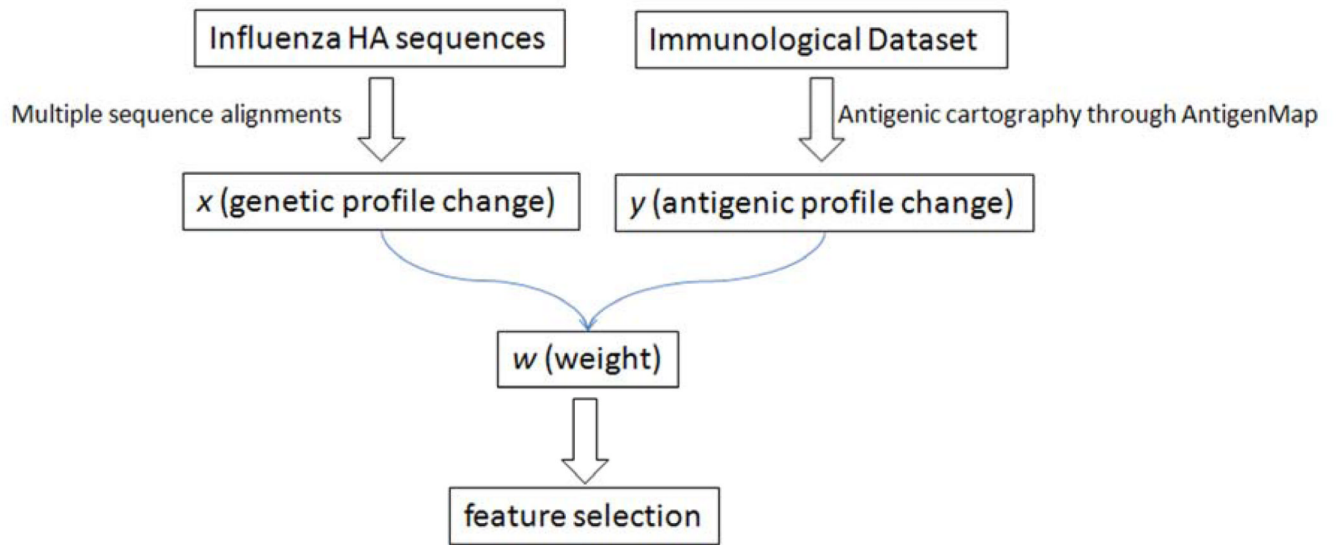 Influenza HA sequences
Immunological Dataset
Multiple sequence alignments
Antigenic cartography through AntigenMap
x (genetic profile change)
y (antigenic profile change)
w (weight)
feature selection